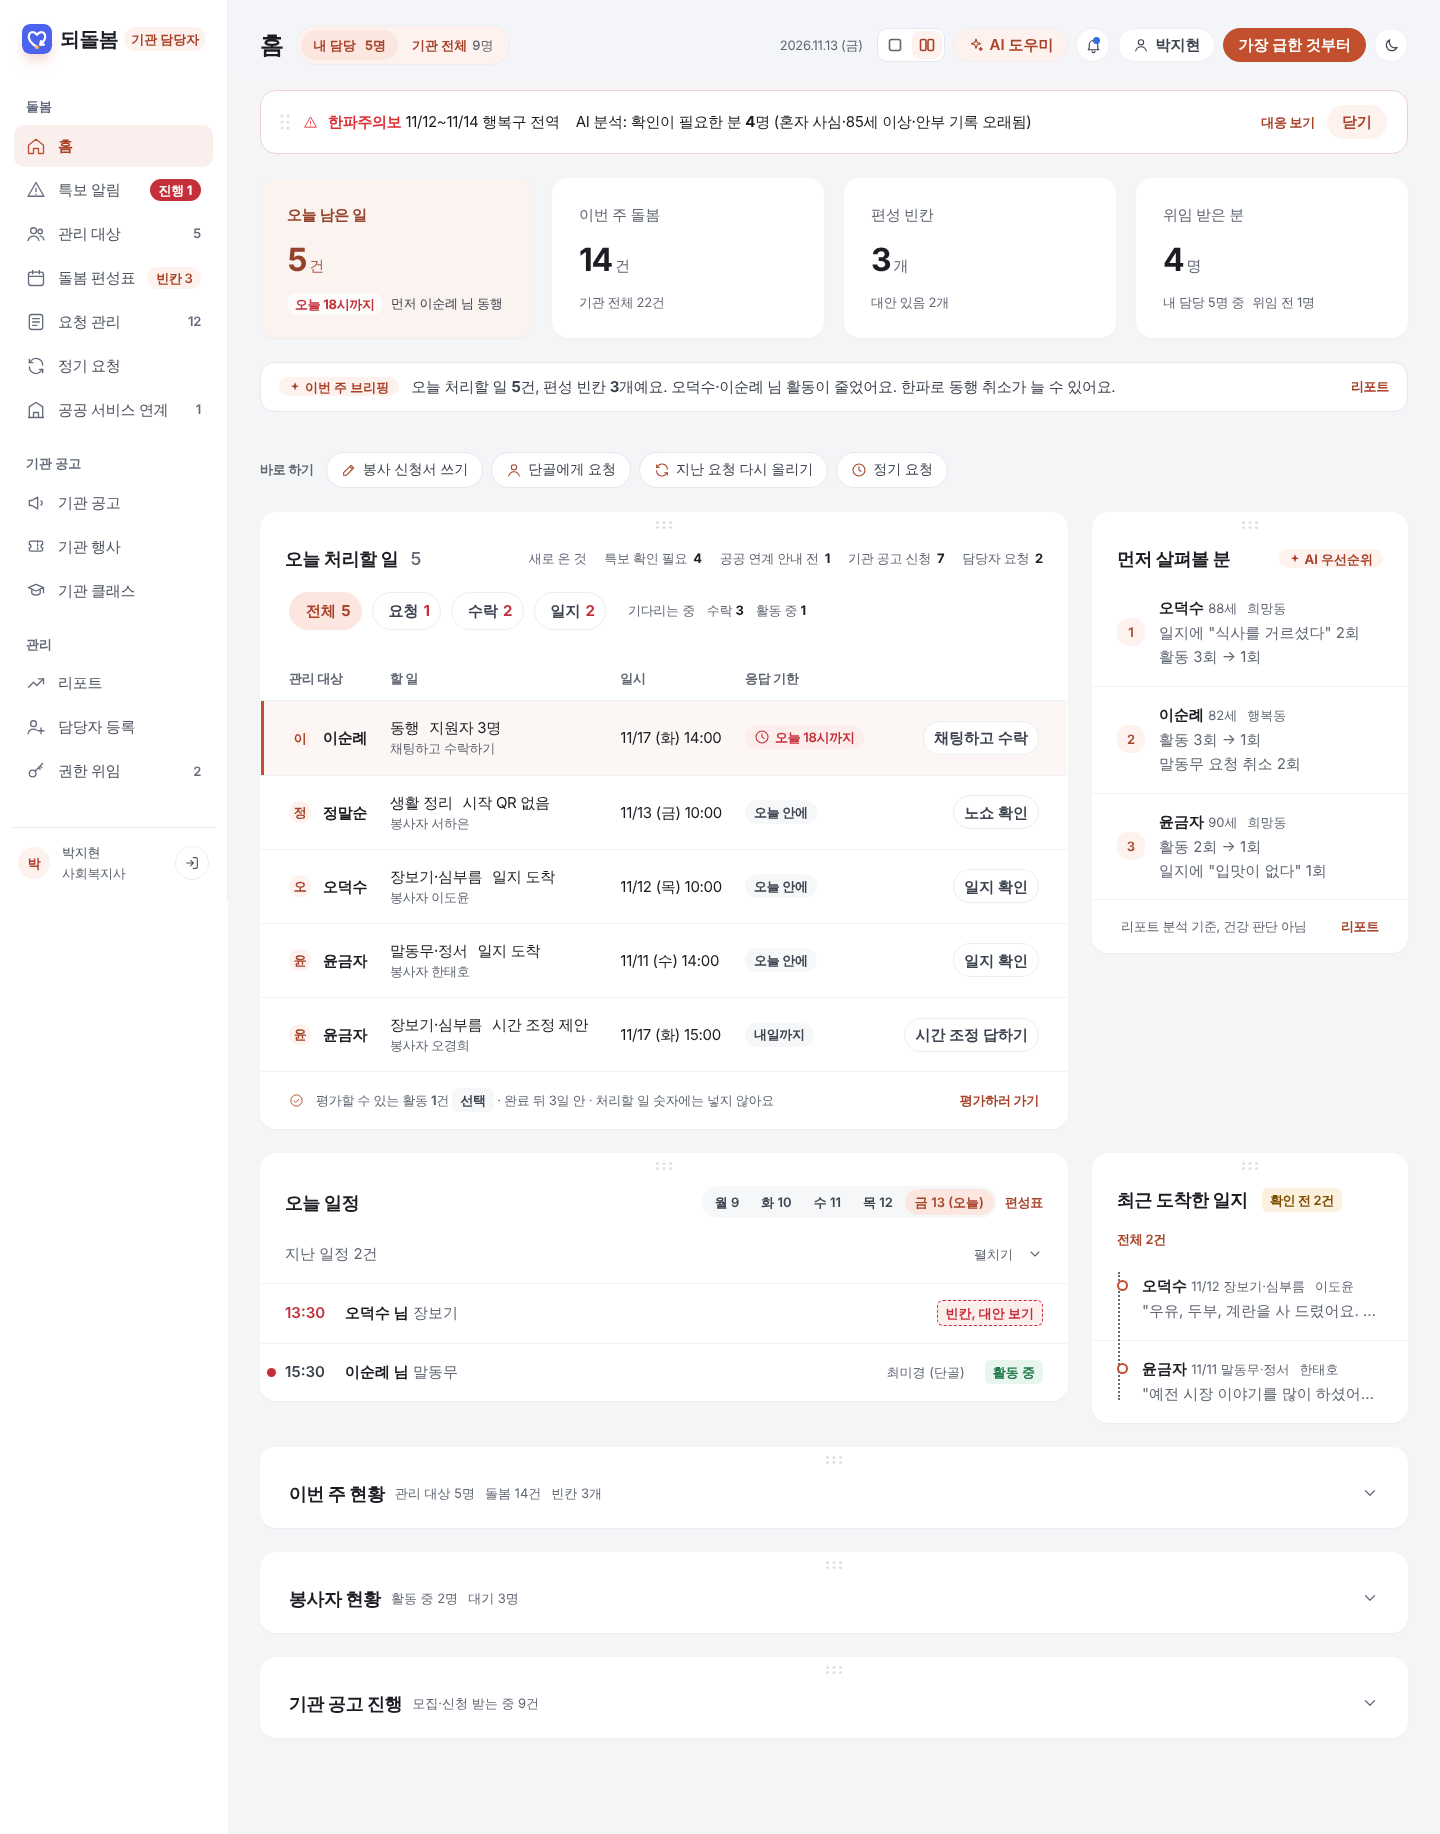 되돌봄 기관 담당자
돌봄
홈
특보 알림 진행 1
관리 대상 5
돌봄 편성표 빈칸 3
요청 관리 12
정기 요청
공공 서비스 연계 1
기관 공고
기관 공고
기관 행사
기관 클래스
관리
리포트
담당자 등록
권한 위임 2
박 박지현
사회복지사
홈 내 담당 5명 기관 전체 9명 2026.11.13 (금) AI 도우미 박지현 가장 급한 것부터
한파주의보 11/12~11/14 행복구 전역 AI 분석: 확인이 필요한 분 4명 (혼자 사심·85세 이상·안부 기록 오래됨) 대응 보기 닫기
오늘 남은 일
5건
오늘 18시까지 먼저 이순례 님 동행
이번 주 돌봄
14건
기관 전체 22건
편성 빈칸
3개
대안 있음 2개
위임 받은 분
4명
내 담당 5명 중 위임 전 1명
이번 주 브리핑 오늘 처리할 일 5건, 편성 빈칸 3개예요. 오덕수·이순례 님 활동이 줄었어요. 한파로 동행 취소가 늘 수 있어요. 리포트
바로 하기 봉사 신청서 쓰기 단골에게 요청 지난 요청 다시 올리기 정기 요청
오늘 처리할 일 5 새로 온 것 특보 확인 필요 4 공공 연계 안내 전 1 기관 공고 신청 7 담당자 요청 2
전체 5 요청 1 수락 2 일지 2 기다리는 중 수락 3 활동 중 1
관리 대상 할 일 일시 응답 기한
이 이순례 동행 지원자 3명 11/17 (화) 14:00 오늘 18시까지 채팅하고 수락
채팅하고 수락하기
정 정말순 생활 정리 시작 QR 없음 11/13 (금) 10:00 오늘 안에 노쇼 확인
봉사자 서하은
오 오덕수 장보기·심부름 일지 도착 11/12 (목) 10:00 오늘 안에 일지 확인
봉사자 이도윤
윤 윤금자 말동무·정서 일지 도착 11/11 (수) 14:00 오늘 안에 일지 확인
봉사자 한태호
윤 윤금자 장보기·심부름 시간 조정 제안 11/17 (화) 15:00 내일까지 시간 조정 답하기
봉사자 오경희
평가할 수 있는 활동 1건 선택 · 완료 뒤 3일 안 · 처리할 일 숫자에는 넣지 않아요 평가하러 가기
먼저 살펴볼 분 AI 우선순위
오덕수 88세 희망동
1 일지에 "식사를 거르셨다" 2회
활동 3회 → 1회
이순례 82세 행복동
2 활동 3회 → 1회
말동무 요청 취소 2회
윤금자 90세 희망동
3 활동 2회 → 1회
일지에 "입맛이 없다" 1회
리포트 분석 기준, 건강 판단 아님 리포트
오늘 일정 월 9 화 10 수 11 목 12 금 13 (오늘) 편성표
지난 일정 2건 펼치기
13:30 오덕수 님 장보기 빈칸, 대안 보기
15:30 이순례 님 말동무 최미경 (단골) 활동 중
최근 도착한 일지 확인 전 2건
전체 2건
오덕수 11/12 장보기·심부름 이도윤
"우유, 두부, 계란을 사 드렸어요. ...
윤금자 11/11 말동무·정서 한태호
"예전 시장 이야기를 많이 하셨어...
이번 주 현황 관리 대상 5명 돌봄 14건 빈칸 3개
봉사자 현황 활동 중 2명 대기 3명
기관 공고 진행 모집·신청 받는 중 9건